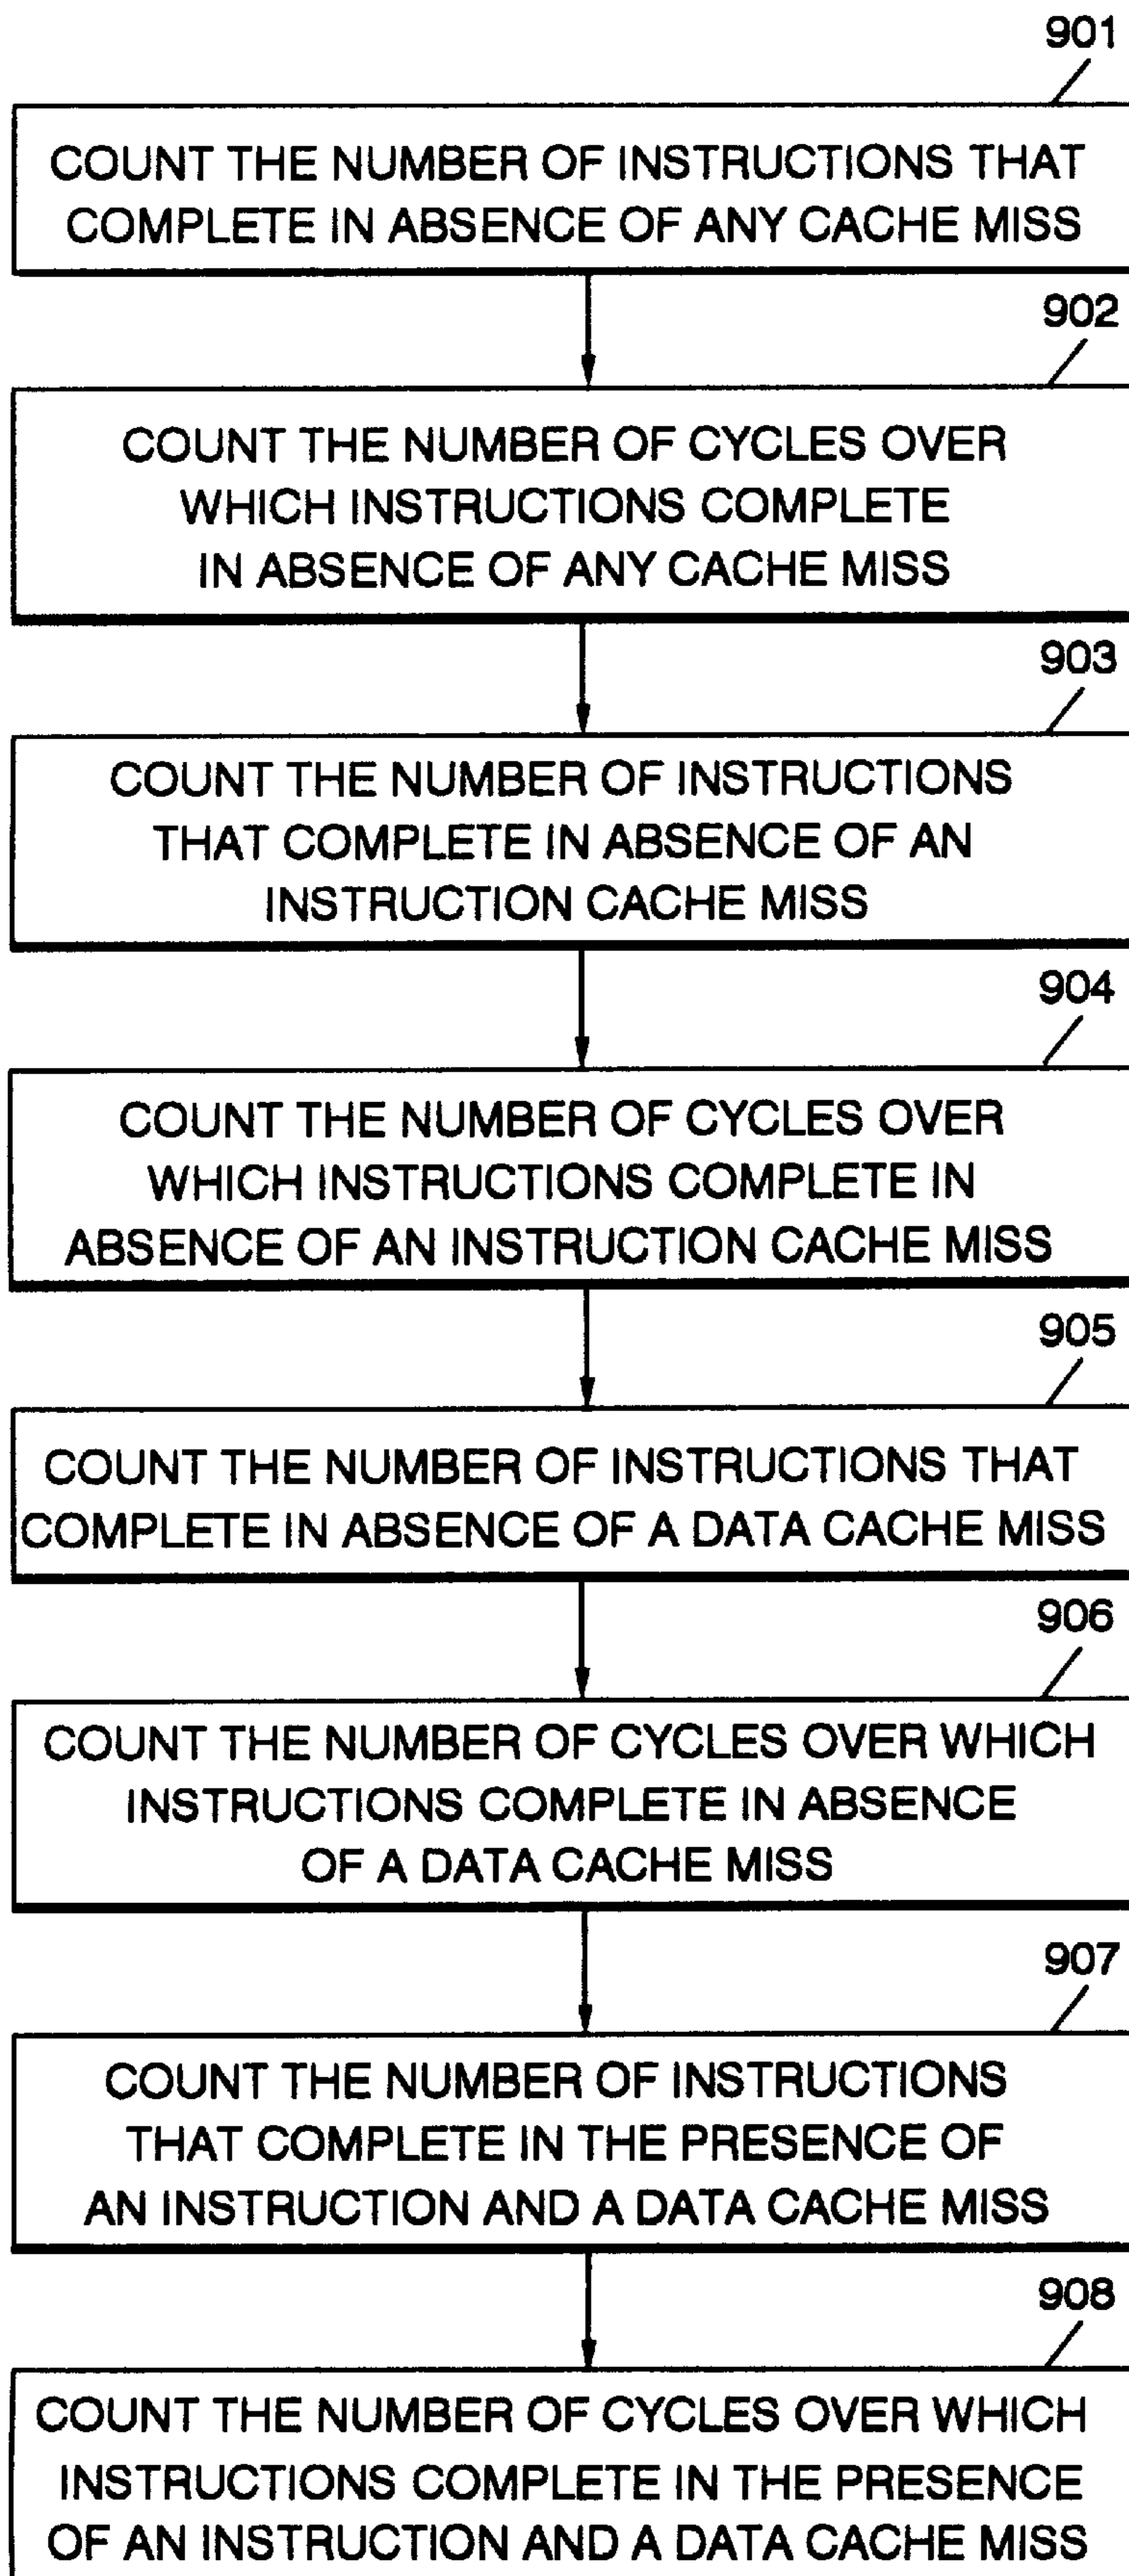 901
COUNT THE NUMBER OF INSTRUCTIONS THAT
COMPLETE IN ABSENCE OF ANY CACHE MISS
902
COUNT THE NUMBER OF CYCLES OVER
WHICH INSTRUCTIONS COMPLETE
IN ABSENCE OF ANY CACHE MISS
903
COUNT THE NUMBER OF INSTRUCTIONS
THAT COMPLETE IN ABSENCE OF AN
INSTRUCTION CACHE MISS
904
COUNT THE NUMBER OF CYCLES OVER
WHICH INSTRUCTIONS COMPLETE IN
ABSENCE OF AN INSTRUCTION CACHE MISS
905
COUNT THE NUMBER OF INSTRUCTIONS THAT
COMPLETE IN ABSENCE OF A DATA CACHE MISS
906
COUNT THE NUMBER OF CYCLES OVER WHICH
INSTRUCTIONS COMPLETE IN ABSENCE
OF A DATA CACHE MISS
907
COUNT THE NUMBER OF INSTRUCTIONS
THAT COMPLETE IN THE PRESENCE OF
AN INSTRUCTION AND A DATA CACHE MISS
908
COUNT THE NUMBER OF CYCLES OVER WHICH
INSTRUCTIONS COMPLETE IN THE PRESENCE
OF AN INSTRUCTION AND A DATA CACHE MISS